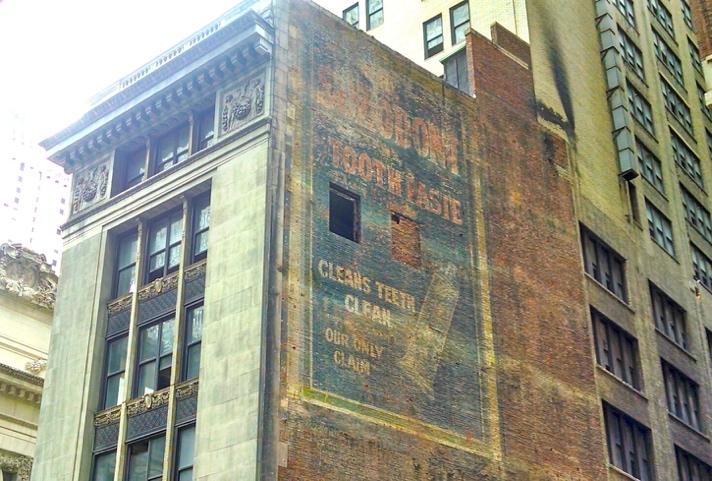 TOOTH PASTE
CLEANS TEETH
CLEAN
OUR ONLY
CLAIM